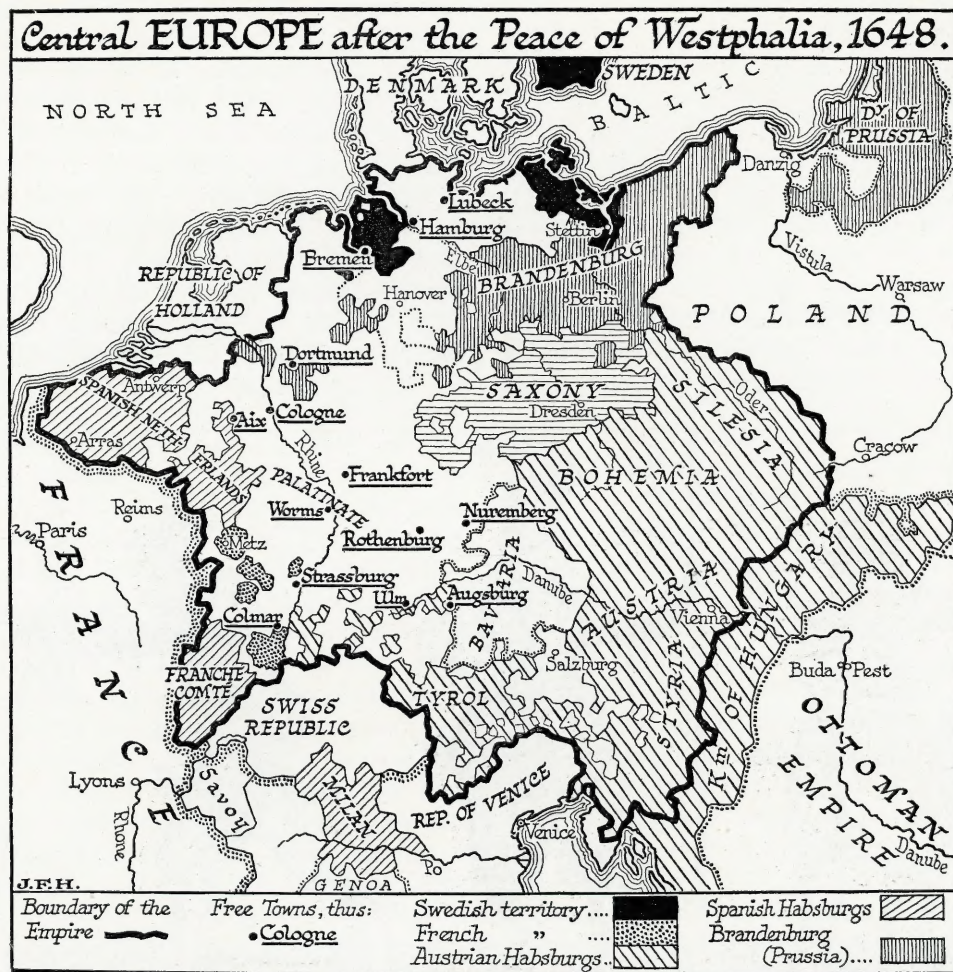 Central EUROPE after the Peace of Westphalia, 1648.
NORTH SEA
DENMARK
SWEDEN
BALTIC
DY. OF PRUSSIA
Danzig
Lübeck
Hamburg
Stettin
Bremen
Elbe
BRANDENBURG
Vistula
REPUBLIC OF HOLLAND
Hanover
Berlin
Warsaw
POLAND
Dortmund
Antwerp
SPANISH NETHERLANDS
SAXONY
Dresden
SILESIA
Oder
Aix
Cologne
Arras
Rhine
Cracow
Frankfort
BOHEMIA
PALATINATE
FRANCE
Reims
Worms
Nuremberg
Paris
Rothenburg
Metz
Strassburg
Ulm
Augsburg
BAVARIA
Danube
AUSTRIA
Vienna
Colmar
Salzburg
Km OF HUNGARY
FRANCHE COMTÉ
TYROL
STYRIA
Buda Pest
SWISS REPUBLIC
OTTOMAN EMPIRE
Lyons
Savoy
MILAN
REP. OF VENICE
Rhone
Venice
Danube
Po
GENOA
J.F.H.
Boundary of the Empire
Free Towns, thus:
Cologne
Swedish territory....
French „ ....
Austrian Habsburgs..
Spanish Habsburgs
Brandenburg
(Prussia)....